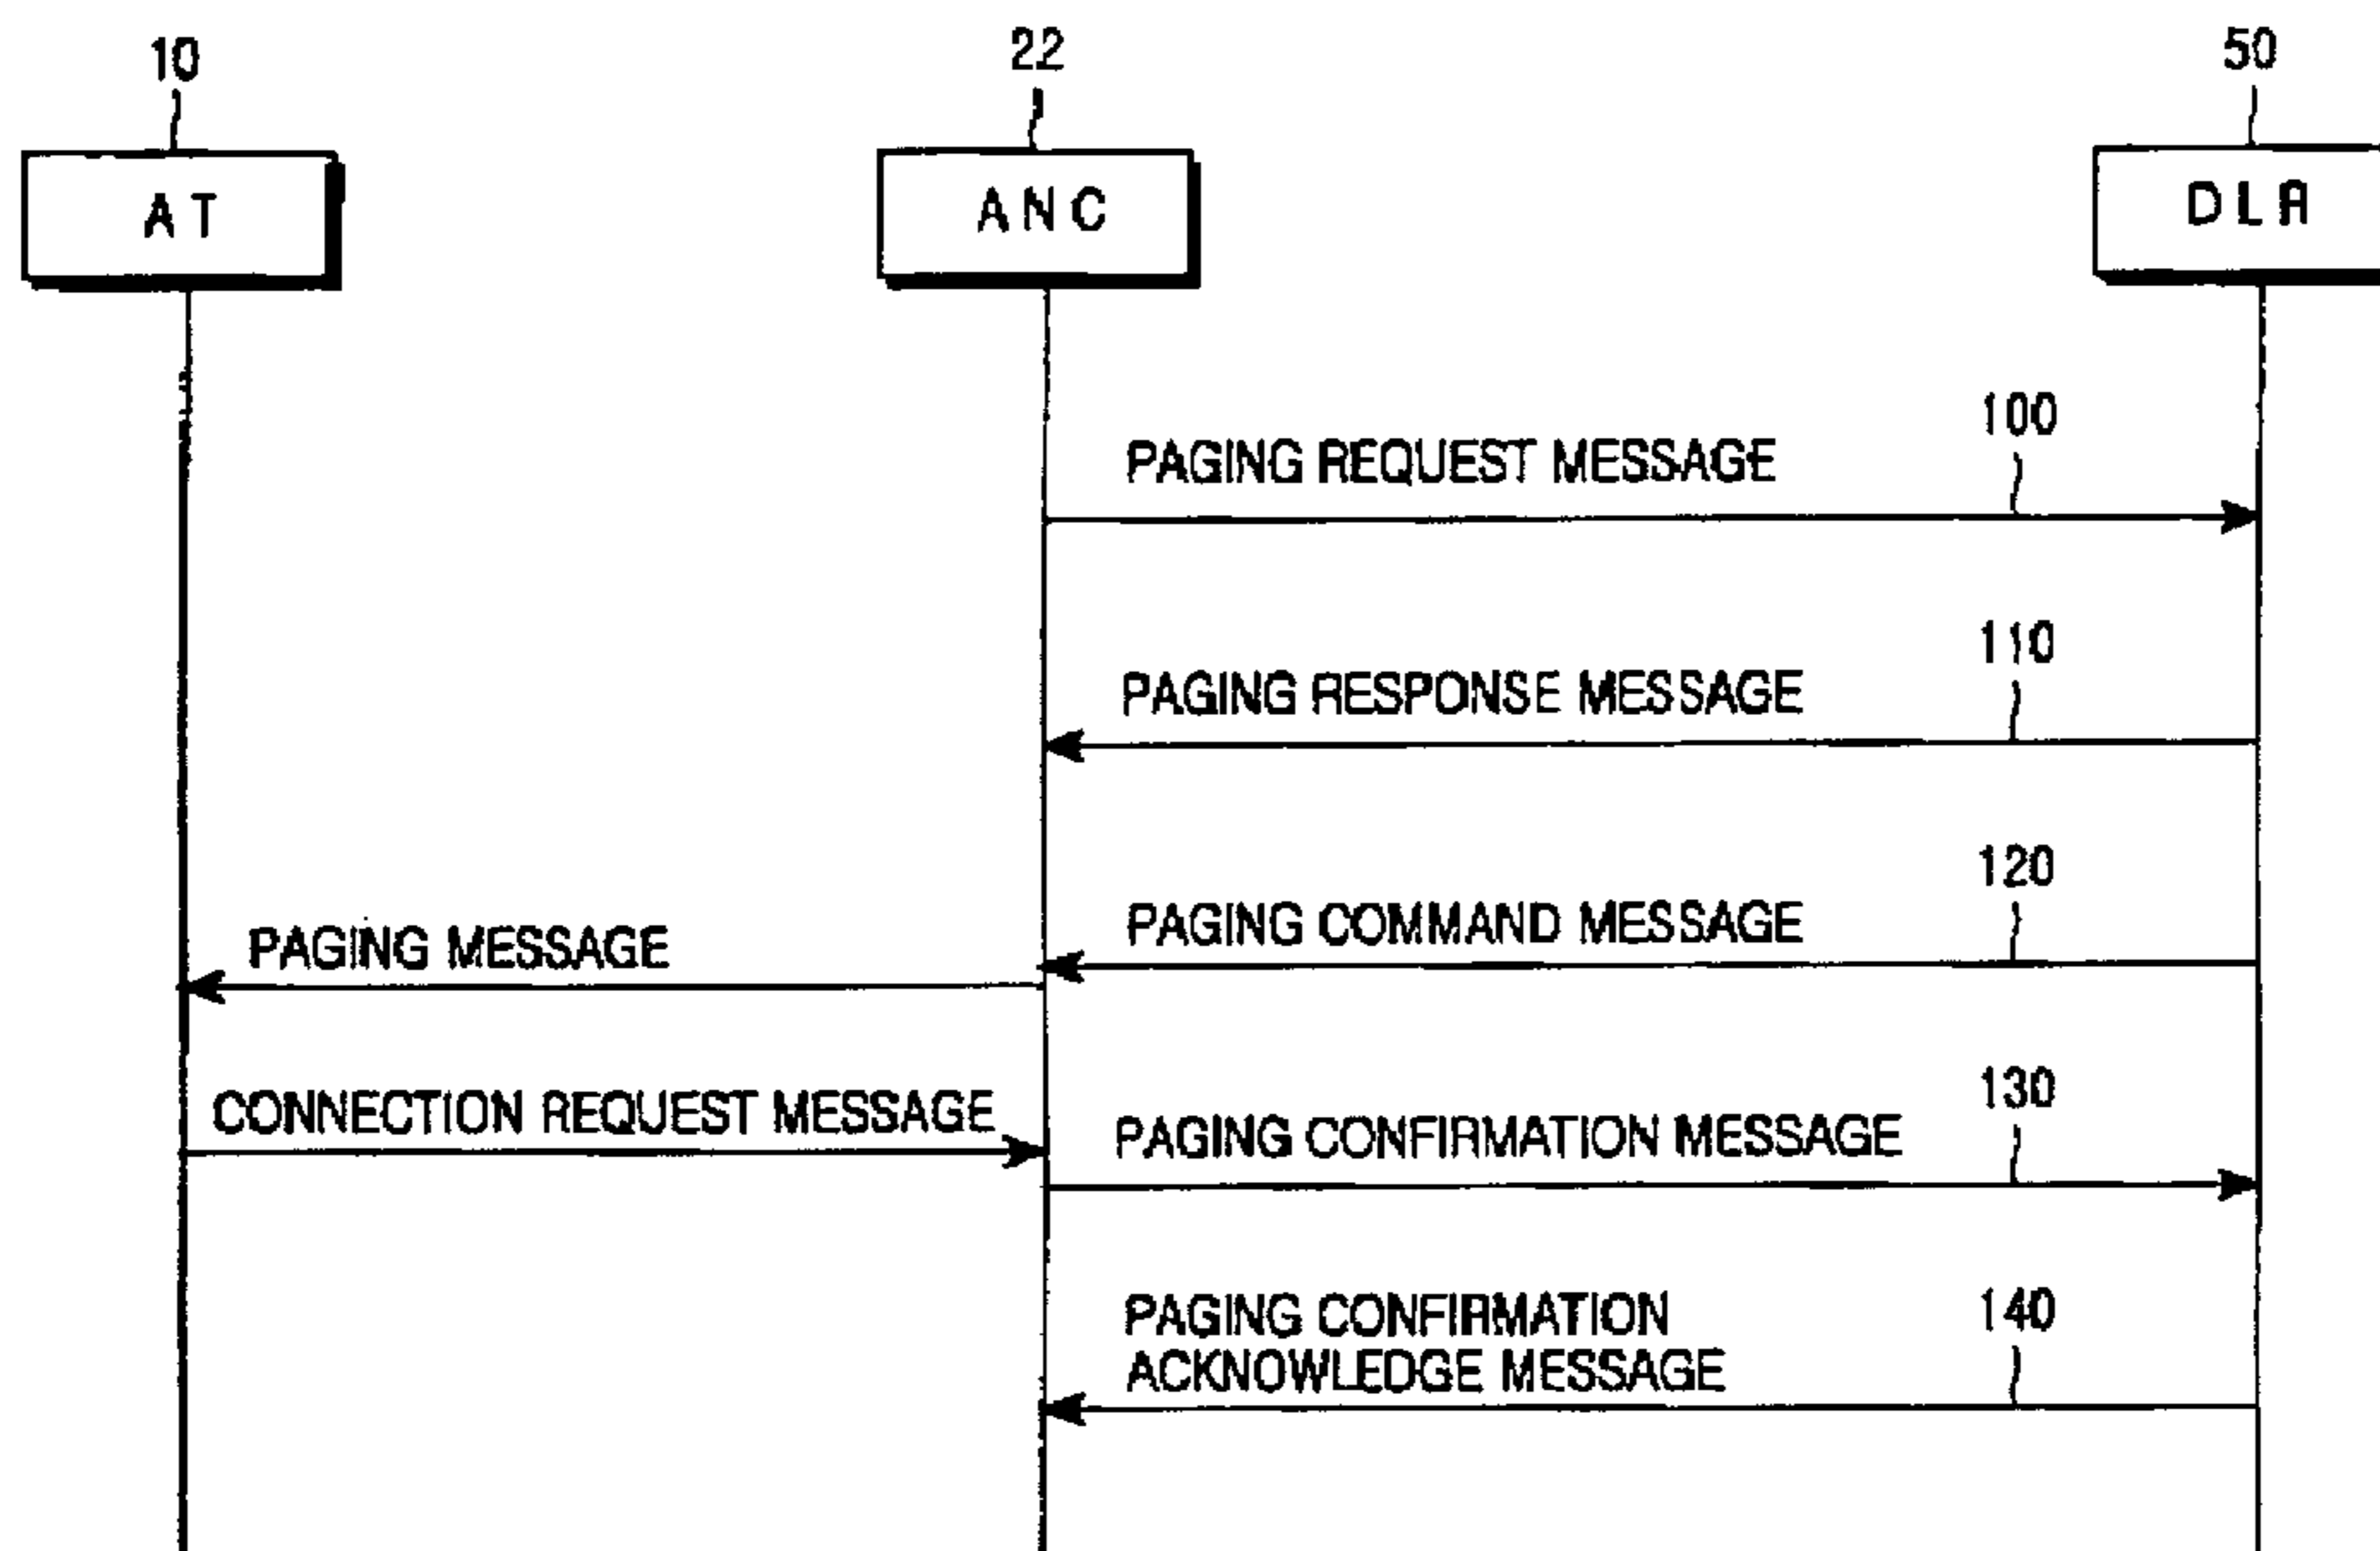 10
22
50
AT
ANC
DLA
100
PAGING REQUEST MESSAGE
110
PAGING RESPONSE MESSAGE
120
PAGING COMMAND MESSAGE
PAGING MESSAGE
130
CONNECTION REQUEST MESSAGE
PAGING CONFIRMATION MESSAGE
140
PAGING CONFIRMATION
ACKNOWLEDGE MESSAGE